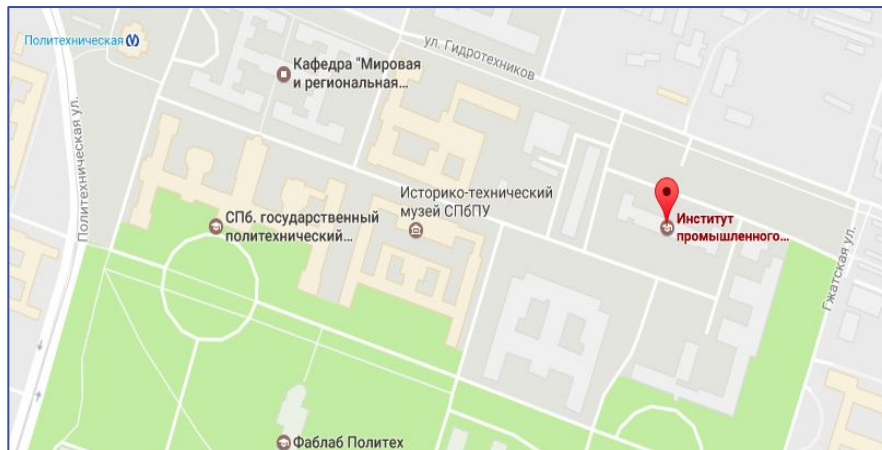 Политехническая
ул. Гидротехников
Кафедра "Мировая
и региональная...
Политехническая ул.
Историко-технический
музей СПбПУ
СПб. государственный
политехнический...
Институт
промышленного...
Гжатская ул.
Фаблаб Политех